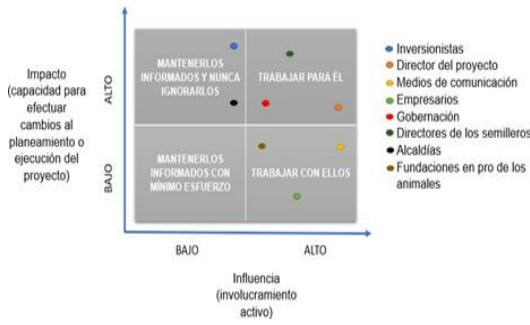 Impacto
(capacidad para
efectuar
cambios al
planeamiento o
ejecución del
proyecto)
ALTO
BAJO
MANTENERLOS
INFORMADOS Y NUNCA
IGNORARLOS
TRABAJAR PARA ÉL
MANTENERLOS
INFORMADOS CON
MÍNIMO ESFUERZO
TRABAJAR CON ELLOS
BAJO
ALTO
Influencia
(involucramiento
activo)
Inversionistas
Director del proyecto
Medios de comunicación
Empresarios
Gobernación
Directores de los semilleros
Alcaldías
Fundaciones en pro de los
animales